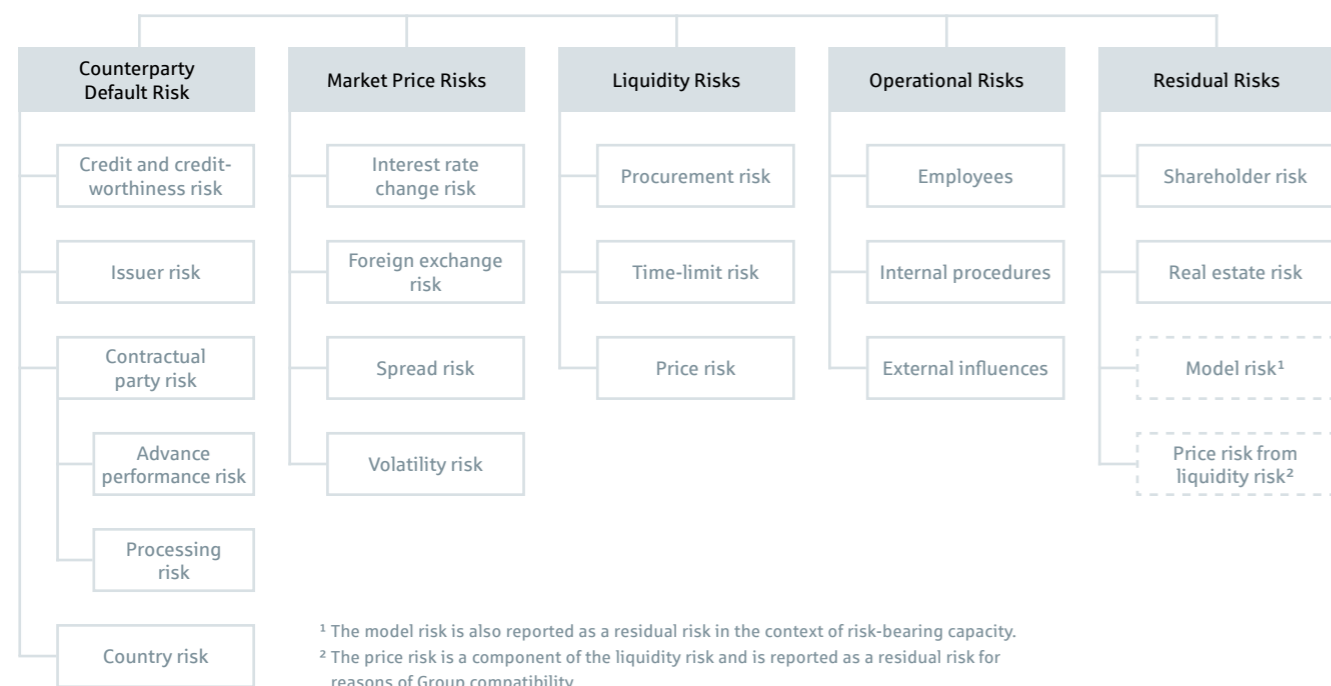 Counterparty
Default Risk
Market Price Risks
Liquidity Risks
Operational Risks
Residual Risks
Credit and credit-
worthiness risk
Interest rate
change risk
Procurement risk
Employees
Shareholder risk
Issuer risk
Foreign exchange
risk
Time-limit risk
Internal procedures
Real estate risk
Contractual
party risk
Spread risk
Price risk
External influences
Model risk¹
Advance
performance risk
Volatility risk
Price risk from
liquidity risk²
Processing
risk
Country risk
¹ The model risk is also reported as a residual risk in the context of risk-bearing capacity.
² The price risk is a component of the liquidity risk and is reported as a residual risk for
reasons of Group compatibility